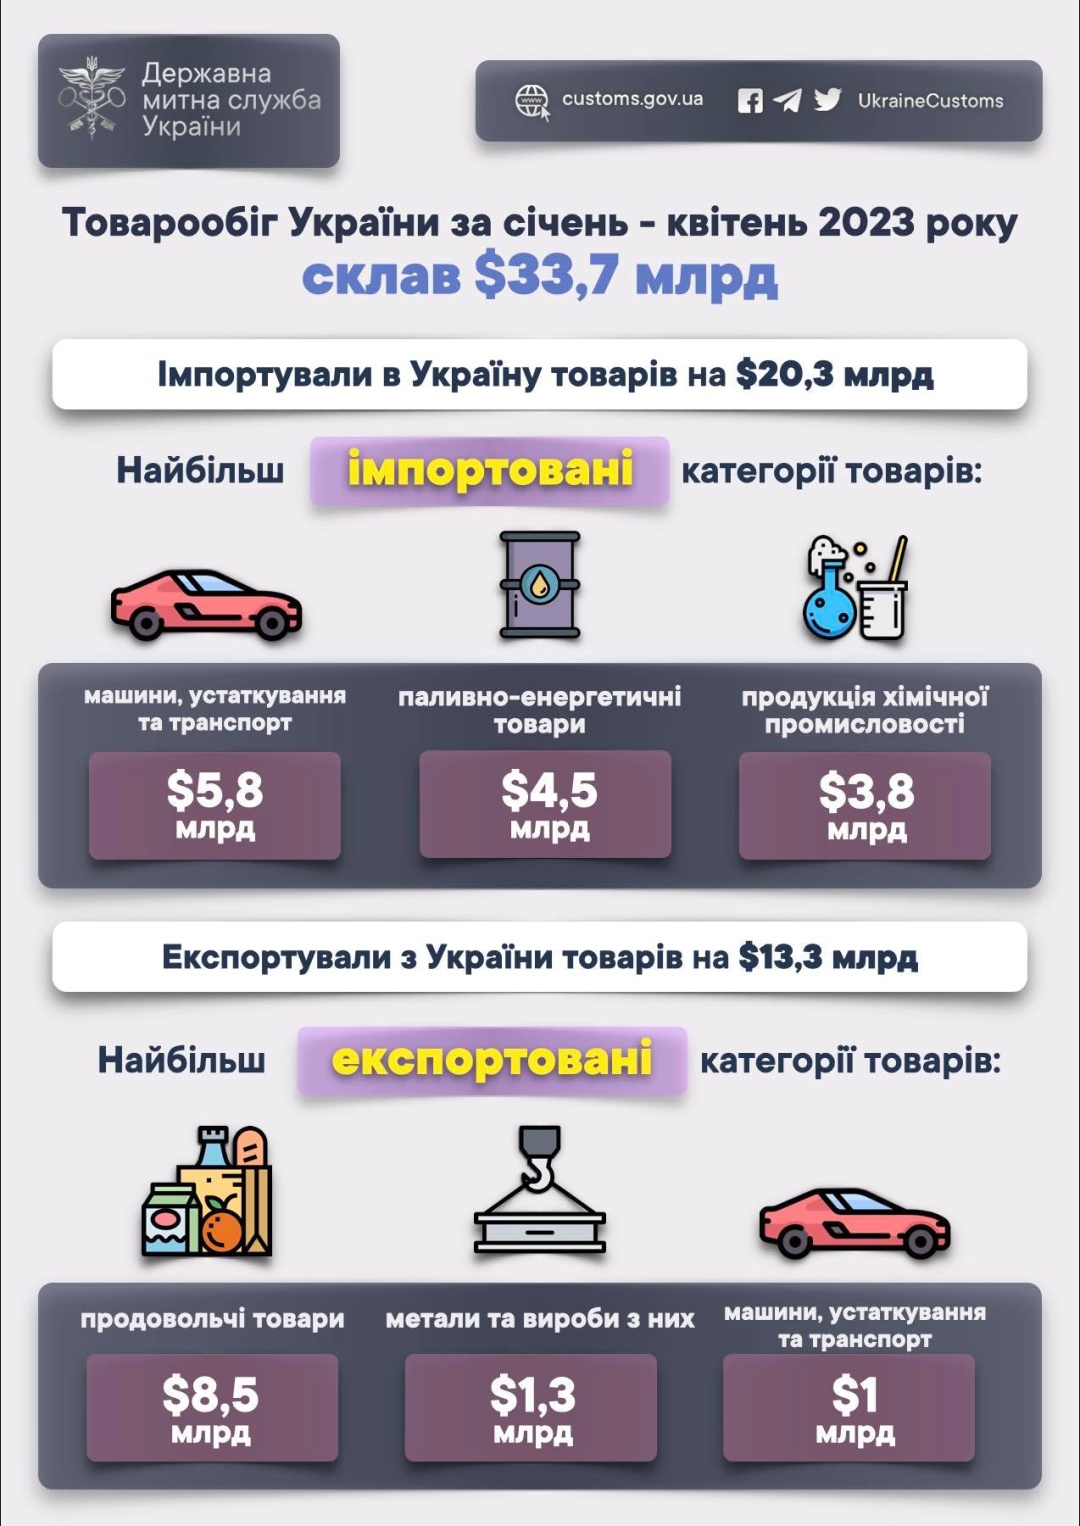 Державна
митна служба
України
www
customs.gov.ua
UkraineCustoms
Товарообіг України за січень - квітень 2023 року
склав $33,7 млрд
Імпортували в Україну товарів на $20,3 млрд
Найбільш імпортовані категорії товарів:
машини, устаткування
та транспорт
$5,8
млрд
паливно-енергетичні
товари
$4,5
млрд
продукція хімічної
промисловості
$3,8
млрд
Експортували з України товарів на $13,3 млрд
Найбільш експортовані категорії товарів:
продовольчі товари
$8,5
млрд
метали та вироби з них
$1,3
млрд
машини, устаткування
та транспорт
$1
млрд